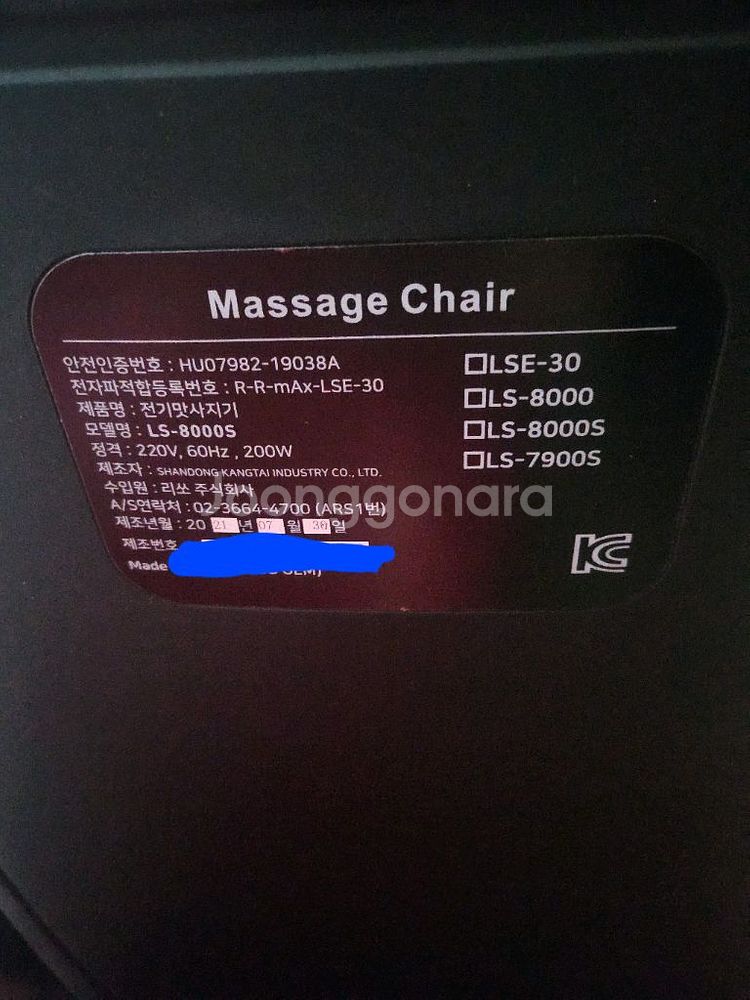 Massage Chair
안전인증번호 : HU07982-19038A
전자파적합등록번호 : R-R-mAx-LSE-30
제품명 : 전기맛사지기
모델명 : LS-8000S
정격 : 220V, 60Hz , 200W
제조자 : SHANDONG KANGTAI INDUSTRY CO., LTD.
수입원 : 리쏘 주식회사
A/S연락처 : 02-3664-4700 (ARS1번)
제조년월 : 20 21 년 07 월 30 일
제조번호
Made OEM)
□LSE-30
□LS-8000
□LS-8000S
□LS-7900S
KC
Joonggonara